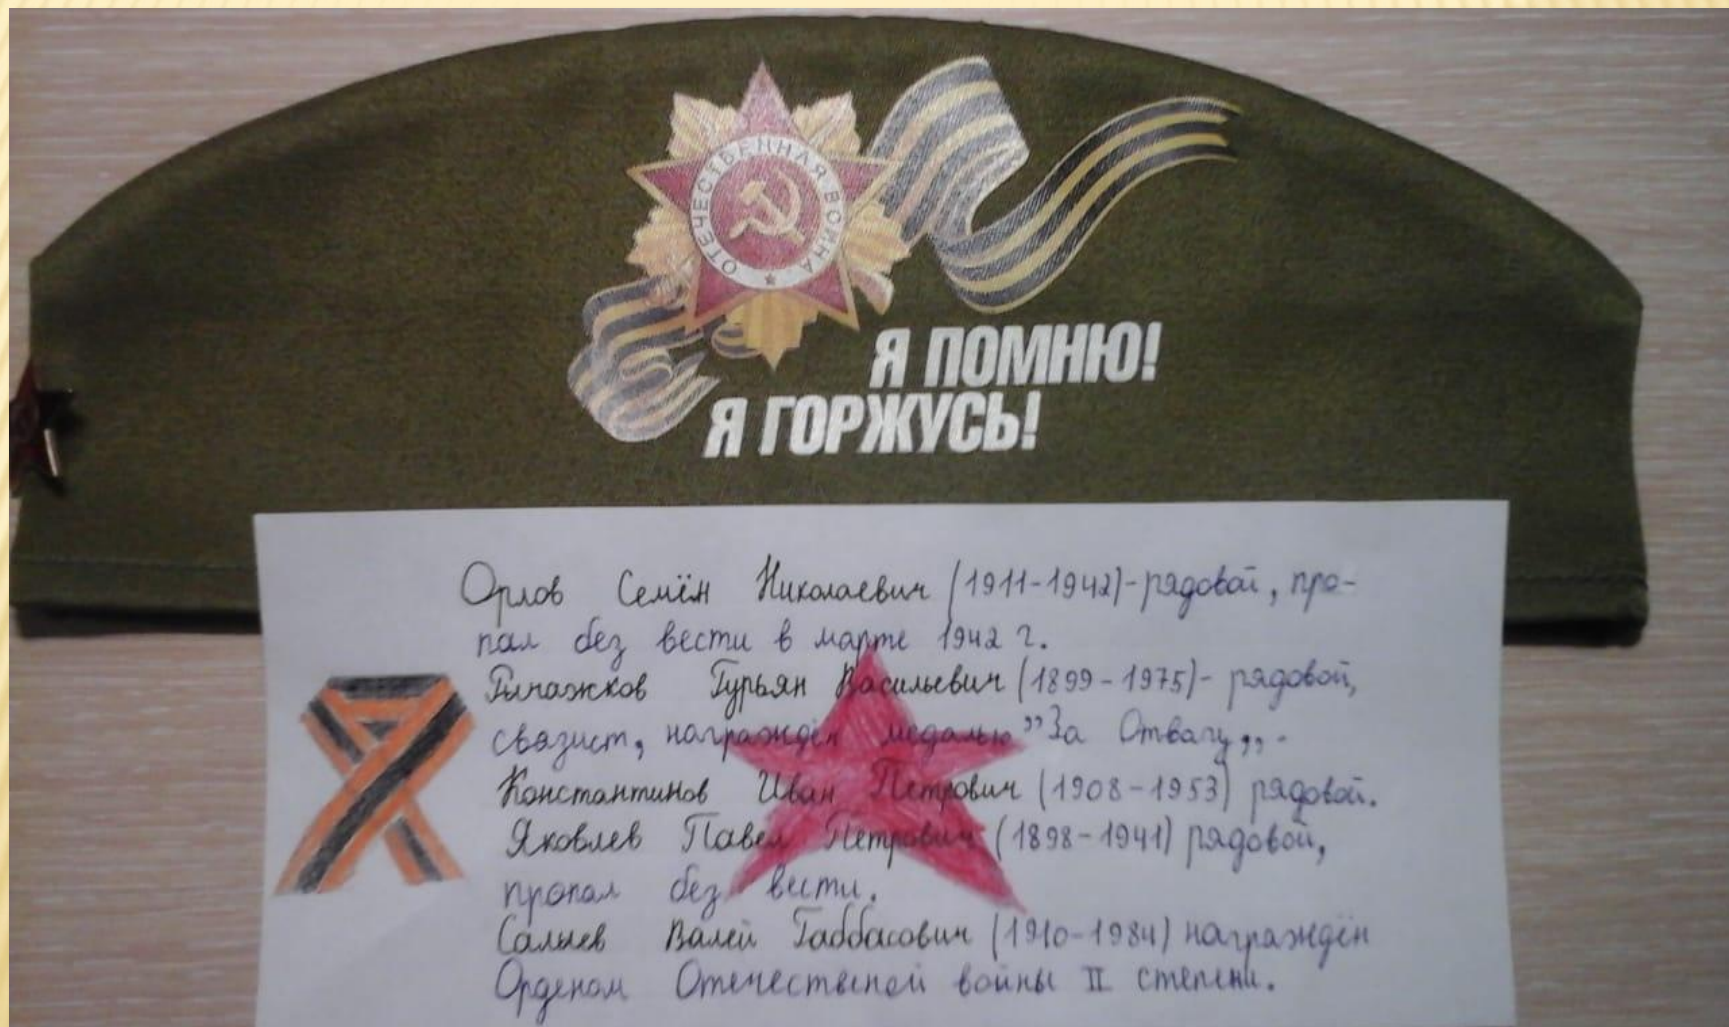 ОТЕЧЕСТВЕННАЯ ВОЙНА
Я ПОМНЮ!
Я ГОРЖУСЬ!
Орлов Семён Николаевич (1911-1942)-рядовой, про-
пал без вести в марте 1942 г.
Гурьян Васильевич (1899-1975)- рядовой,
связист, награждён медалью "За Отвагу„.
Константинов Иван Петрович (1908-1953) рядовой.
Яковлев Павел Петрович (1898-1941) рядовой,
пропал без вести.
Валей Габбасович (1910-1984) награждён
Орденом Отечественой войны II степени.